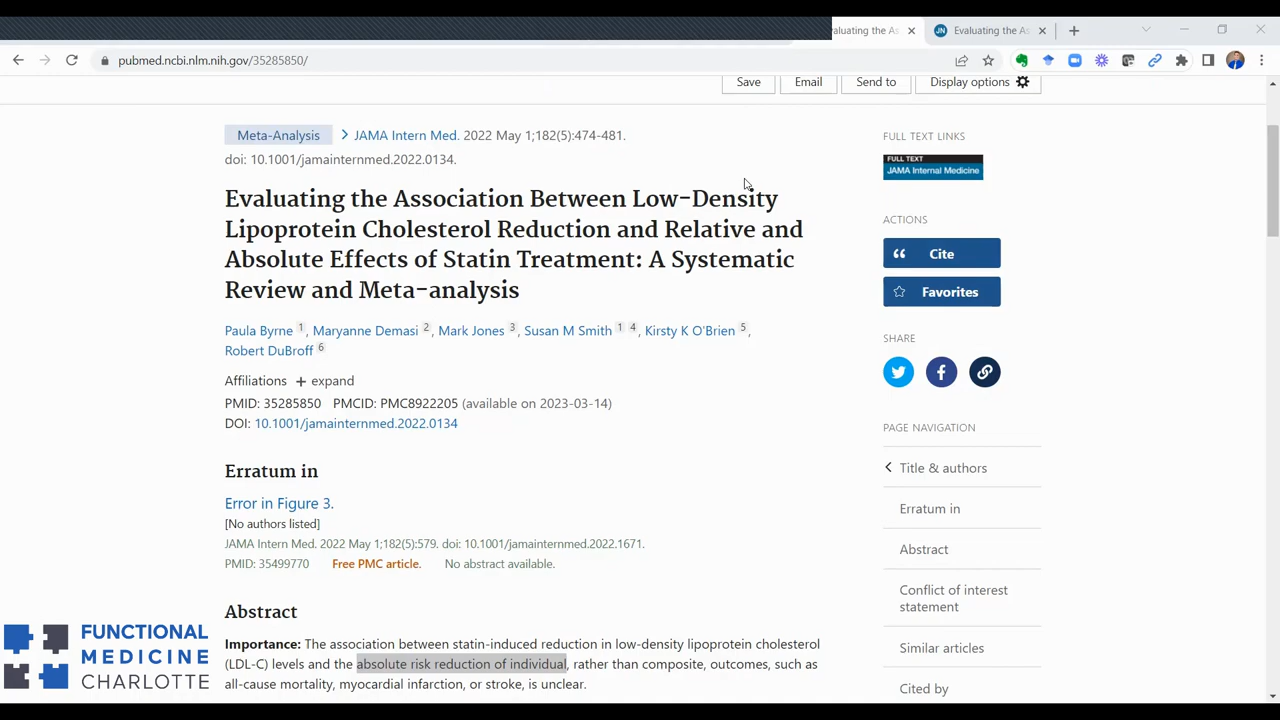 aluating the As
Evaluating the As
pubmed.ncbi.nlm.nih.gov/35285850/
Save
Email
Send to
Display options
Meta-Analysis
JAMA Intern Med. 2022 May 1;182(5):474-481.
doi: 10.1001/jamainternmed.2022.0134.
Evaluating the Association Between Low-Density
Lipoprotein Cholesterol Reduction and Relative and
Absolute Effects of Statin Treatment: A Systematic
Review and Meta-analysis
Paula Byrne 1, Maryanne Demasi 2, Mark Jones 3, Susan M Smith 1 4, Kirsty K O'Brien 5,
Robert DuBroff 6
Affiliations + expand
PMID: 35285850 PMCID: PMC8922205 (available on 2023-03-14)
DOI: 10.1001/jamainternmed.2022.0134
Erratum in
Error in Figure 3.
[No authors listed]
JAMA Intern Med. 2022 May 1;182(5):579. doi: 10.1001/jamainternmed.2022.1671.
PMID: 35499770 Free PMC article. No abstract available.
Abstract
Importance: The association between statin-induced reduction in low-density lipoprotein cholesterol
(LDL-C) levels and the absolute risk reduction of individual, rather than composite, outcomes, such as
all-cause mortality, myocardial infarction, or stroke, is unclear.
FULL TEXT LINKS
FULL TEXT
JAMA Internal Medicine
ACTIONS
Cite
Favorites
SHARE
PAGE NAVIGATION
Title & authors
Erratum in
Abstract
Conflict of interest
statement
Similar articles
Cited by
FUNCTIONAL
MEDICINE
CHARLOTTE